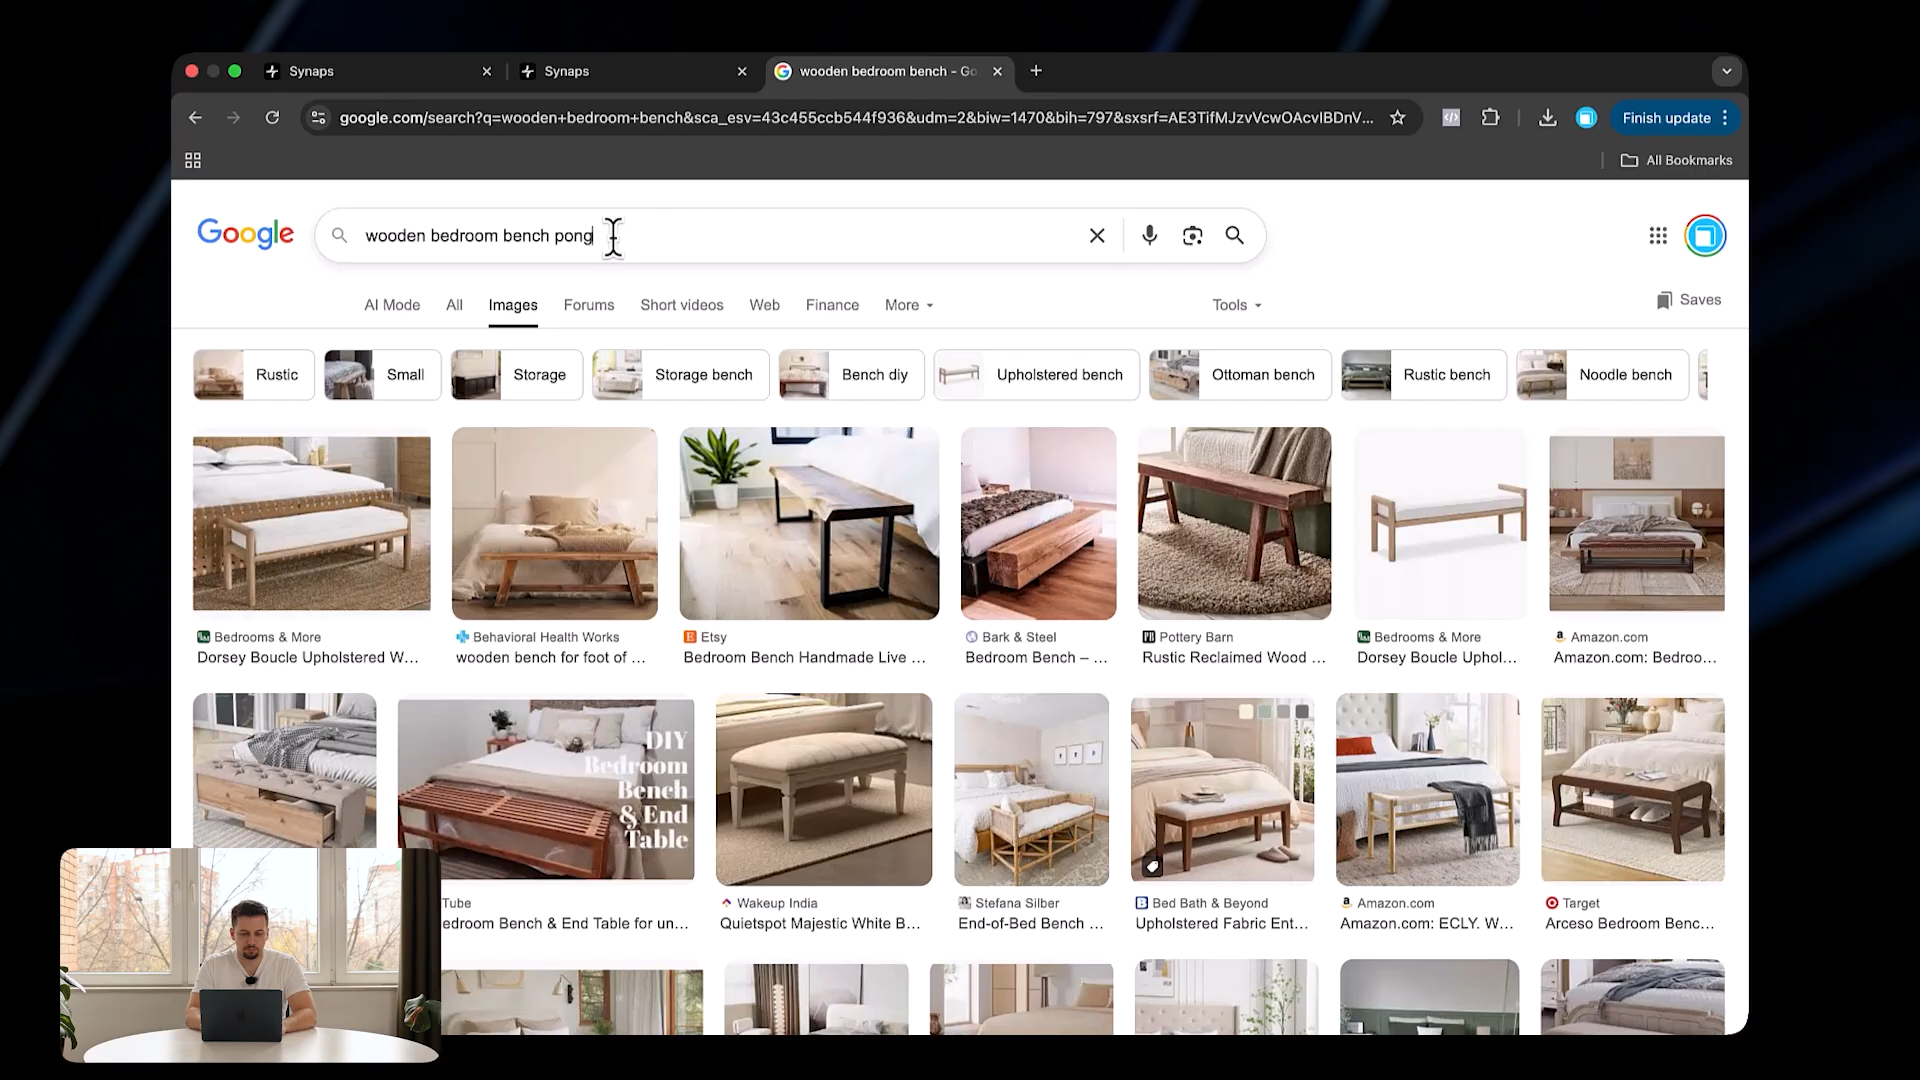 Synaps
Synaps
wooden bedroom bench - Go
google.com/search?q=wooden+bedroom+bench&sca_esv=43c455ccb544f936&udm=2&biw=1470&bih=797&sxsrf=AE3TifMJzvVcwOAcvIBDnV...
Finish update
All Bookmarks
Google
wooden bedroom bench pong
AI Mode
All
Images
Forums
Short videos
Web
Finance
More
Tools
Saves
Rustic
Small
Storage
Storage bench
Bench diy
Upholstered bench
Ottoman bench
Rustic bench
Noodle bench
Bedrooms & More
Dorsey Boucle Upholstered W...
Behavioral Health Works
wooden bench for foot of ...
Etsy
Bedroom Bench Handmade Live ...
Bark & Steel
Bedroom Bench – ...
Pottery Barn
Rustic Reclaimed Wood ...
Bedrooms & More
Dorsey Boucle Uphol...
Amazon.com
Amazon.com: Bedroo...
DIY
Bedroom
Bench
& End
Table
Tube
edroom Bench & End Table for un...
Wakeup India
Quietspot Majestic White B...
Stefana Silber
End-of-Bed Bench ...
Bed Bath & Beyond
Upholstered Fabric Ent...
Amazon.com
Amazon.com: ECLY. W...
Target
Arceso Bedroom Benc...